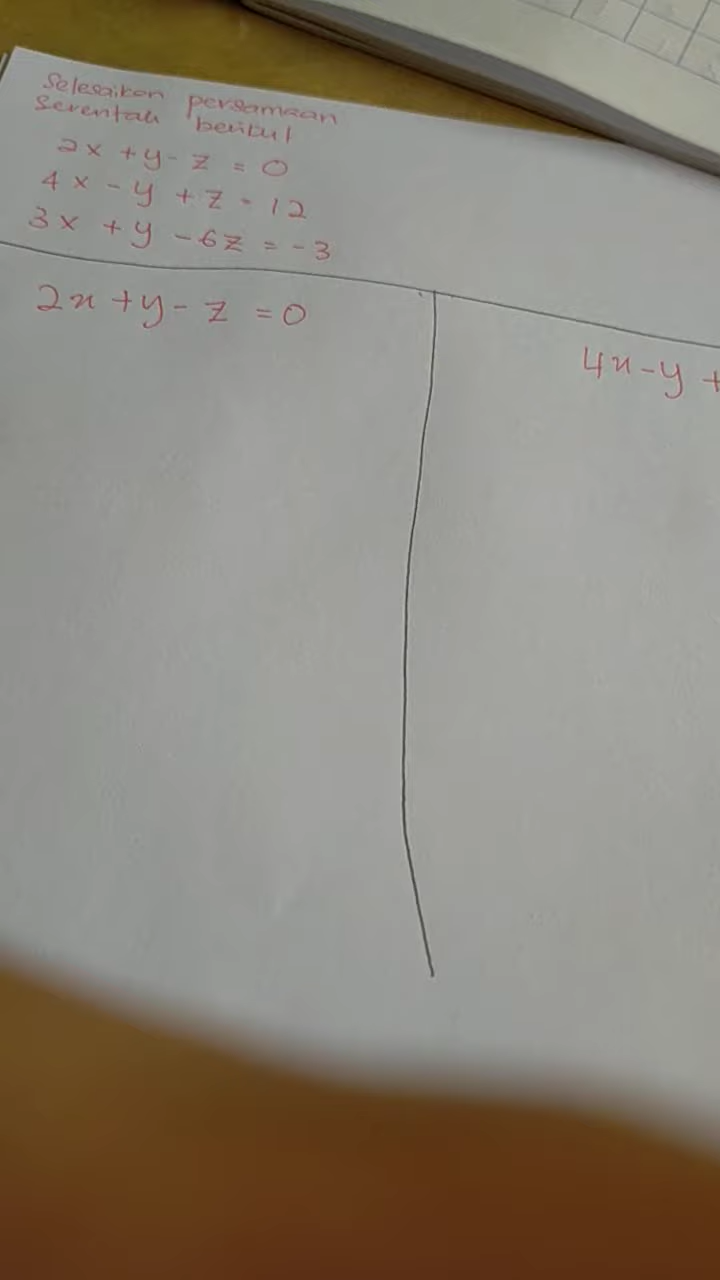 Selesaikan persamaan
serentak berikut
2x + y - z = 0
4x - y + z = 12
3x + y - 6z = -3
2x + y - z = 0
4x - y +